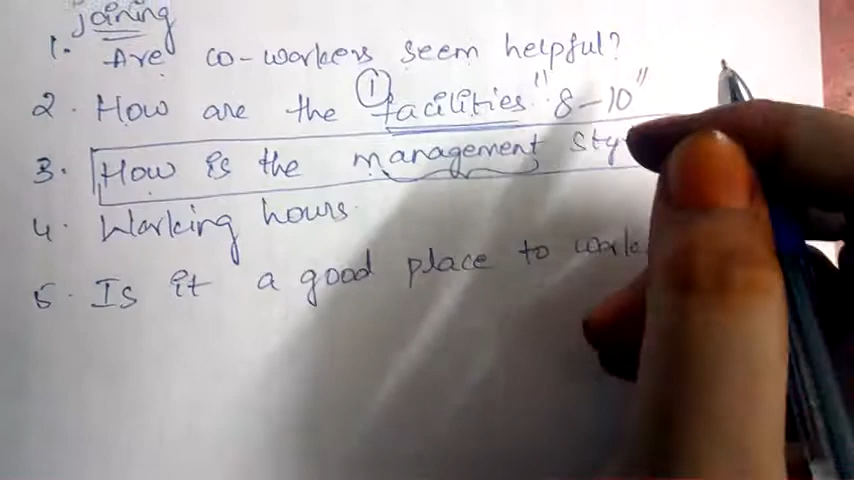 joining
1. Are co-workers seem helpful?
2. How are the ① facilities "8-10"
3. How is the management
4. Working hours
5. Is it a good place to work